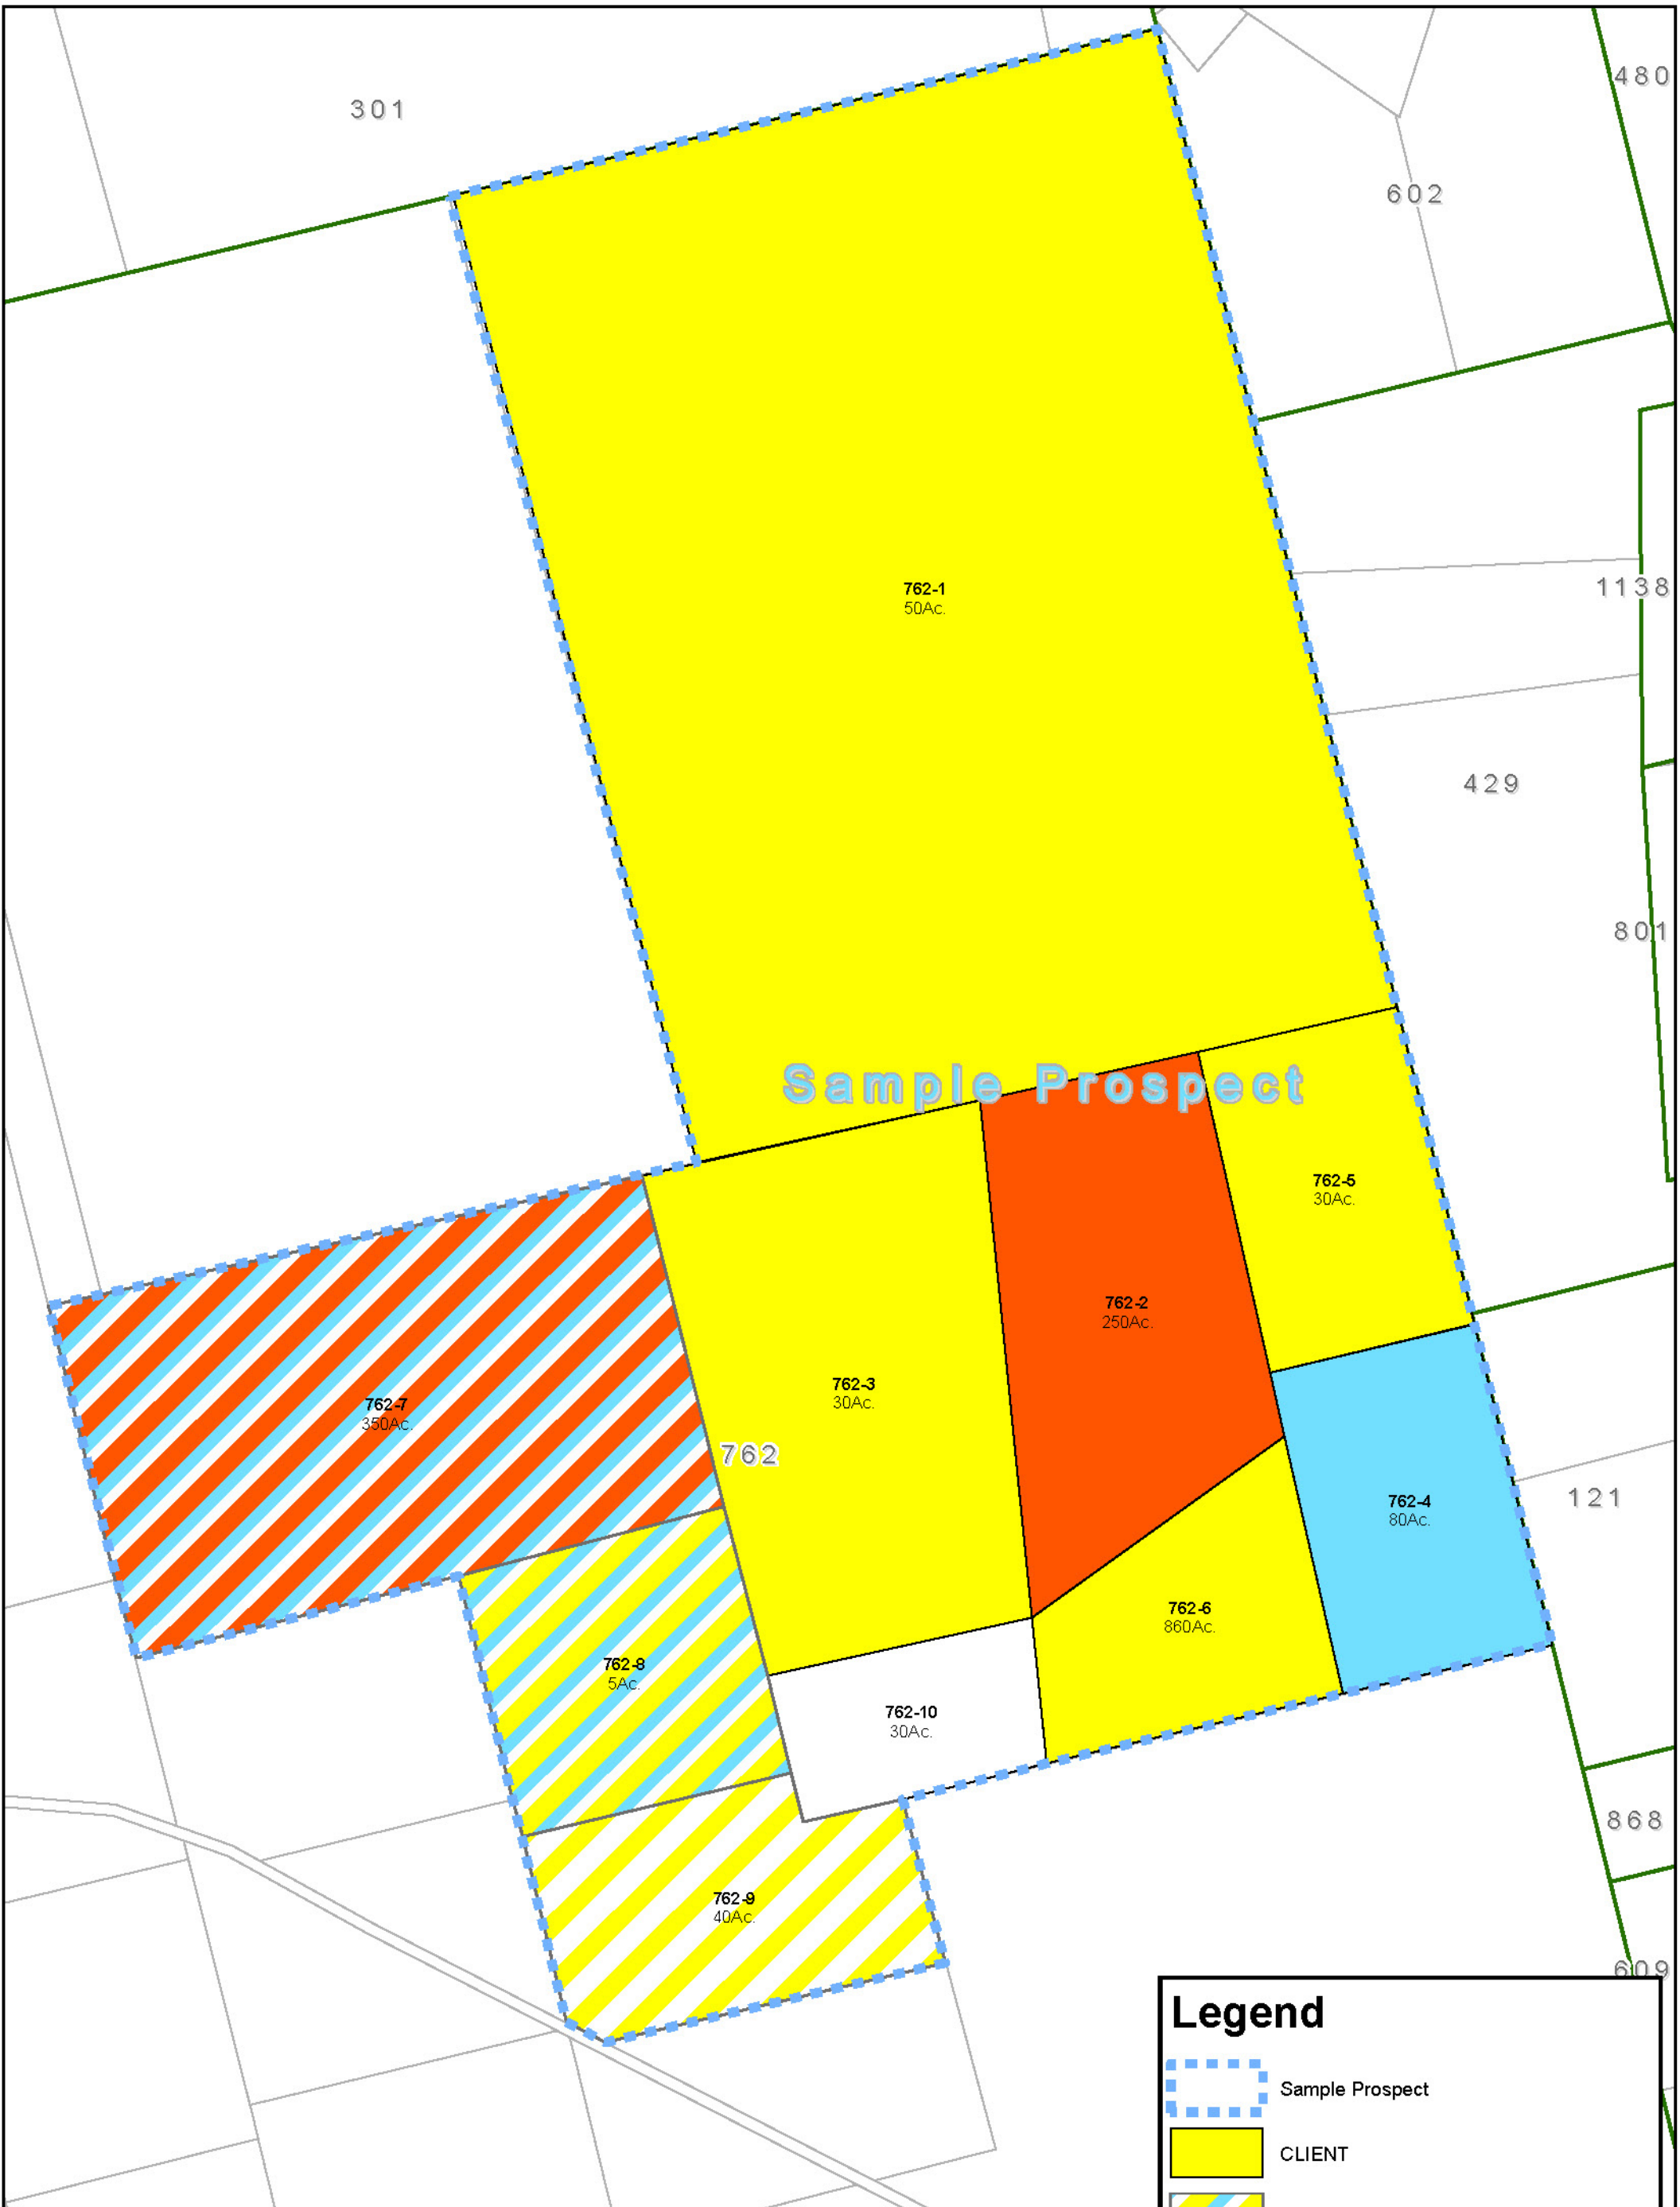 480
301
602
762-1
50Ac.
1138
429
801
Sample Prospect
762-5
30Ac.
762-2
250Ac.
762-3
30Ac.
762-7
350Ac.
762
121
762-4
80Ac.
762-6
860Ac.
762-8
5Ac.
762-10
30Ac.
868
762-9
40Ac.
609
Legend
Sample Prospect
CLIENT